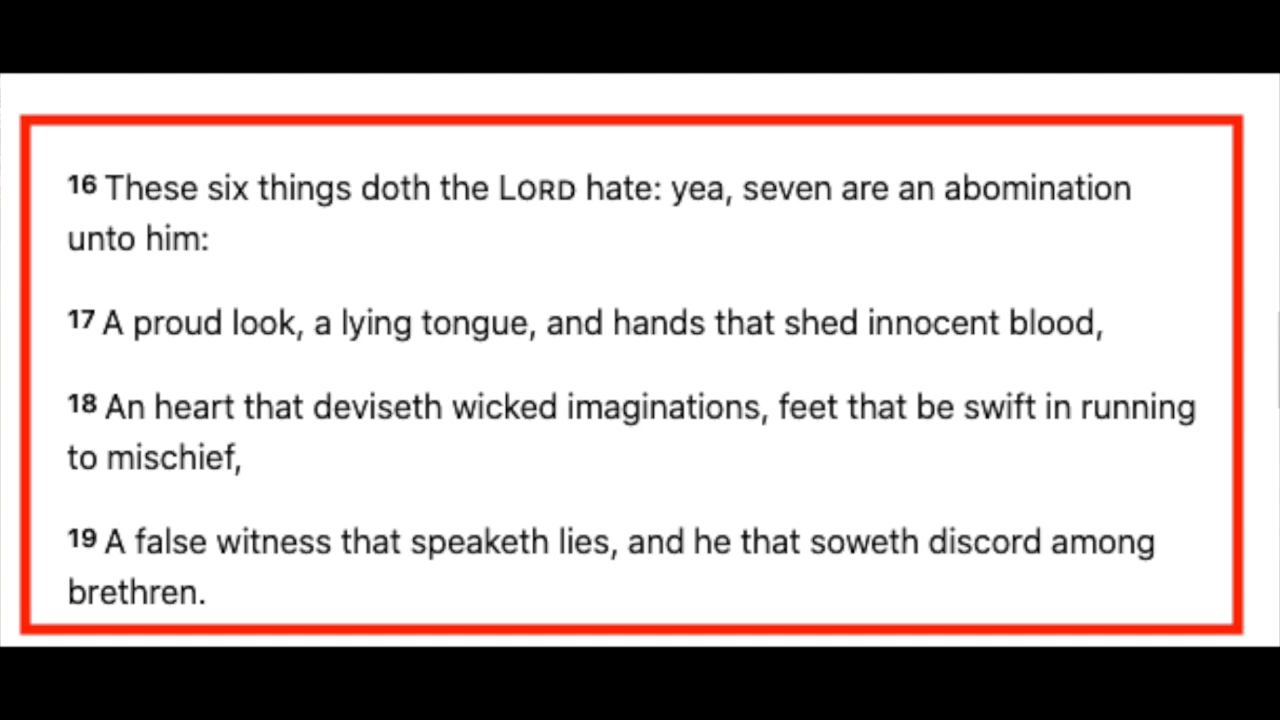 16 These six things doth the LORD hate: yea, seven are an abomination
unto him:
17 A proud look, a lying tongue, and hands that shed innocent blood,
18 An heart that deviseth wicked imaginations, feet that be swift in running
to mischief,
19 A false witness that speaketh lies, and he that soweth discord among
brethren.